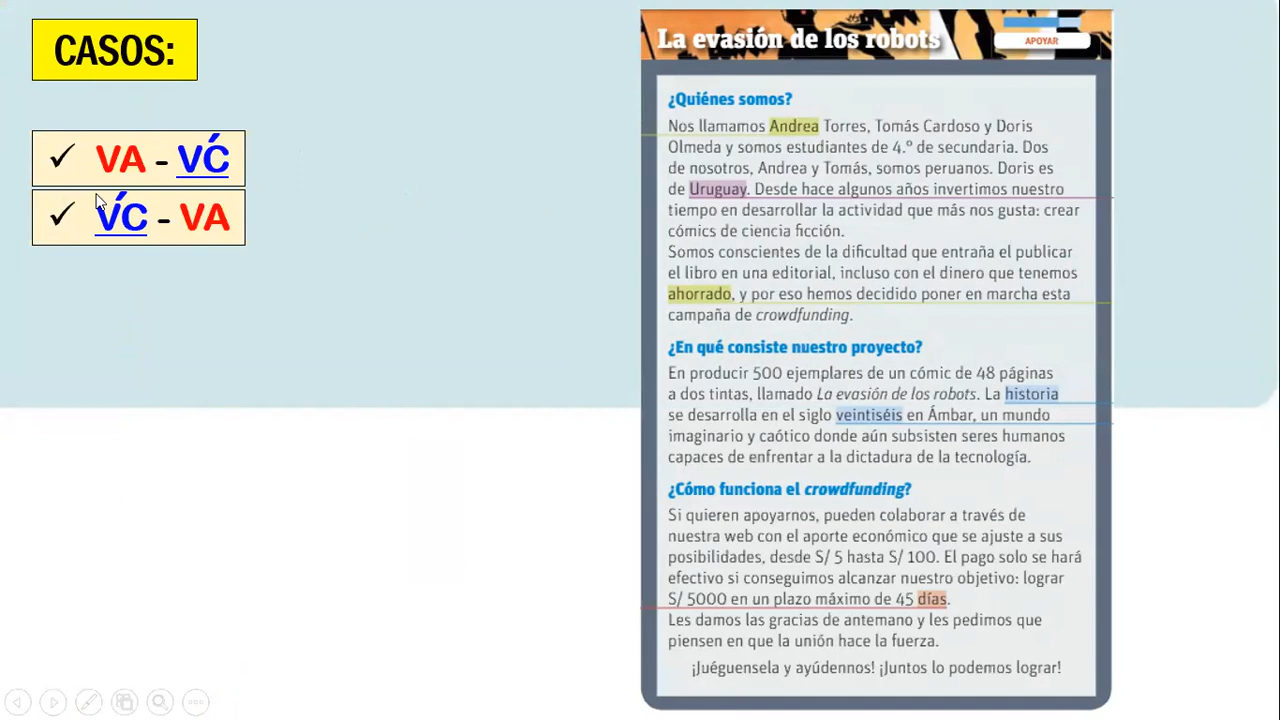 CASOS:
✓ VA - V́C
✓ V́C - VA
La evasión de los robots
APOYAR
¿Quiénes somos?
Nos llamamos Andrea Torres, Tomás Cardoso y Doris
Olmeda y somos estudiantes de 4.° de secundaria. Dos
de nosotros, Andrea y Tomás, somos peruanos. Doris es
de Uruguay. Desde hace algunos años invertimos nuestro
tiempo en desarrollar la actividad que más nos gusta: crear
cómics de ciencia ficción.
Somos conscientes de la dificultad que entraña el publicar
el libro en una editorial, incluso con el dinero que tenemos
ahorrado, y por eso hemos decidido poner en marcha esta
campaña de crowdfunding.
¿En qué consiste nuestro proyecto?
En producir 500 ejemplares de un cómic de 48 páginas
a dos tintas, llamado La evasión de los robots. La historia
se desarrolla en el siglo veintiséis en Ámbar, un mundo
imaginario y caótico donde aún subsisten seres humanos
capaces de enfrentar a la dictadura de la tecnología.
¿Cómo funciona el crowdfunding?
Si quieren apoyarnos, pueden colaborar a través de
nuestra web con el aporte económico que se ajuste a sus
posibilidades, desde S/ 5 hasta S/ 100. El pago solo se hará
efectivo si conseguimos alcanzar nuestro objetivo: lograr
S/ 5000 en un plazo máximo de 45 días.
Les damos las gracias de antemano y les pedimos que
piensen en que la unión hace la fuerza.
¡Juéguensela y ayúdennos! ¡Juntos lo podemos lograr!